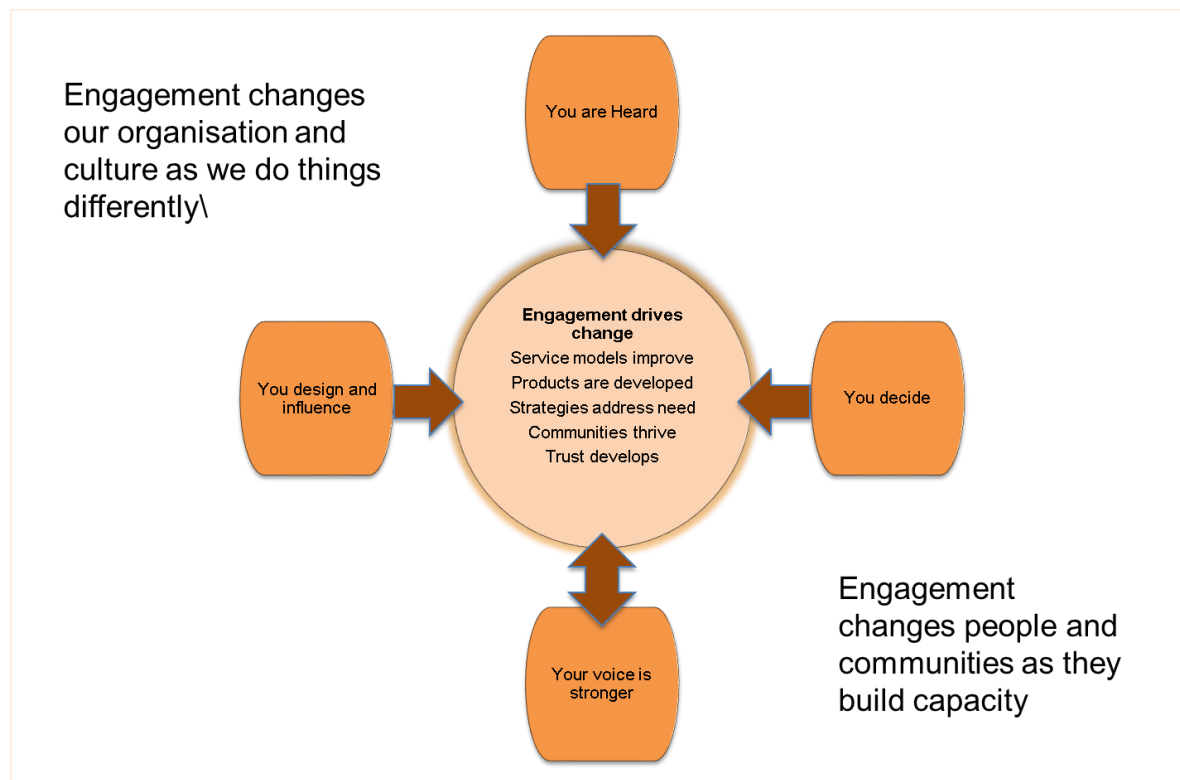 Engagement changes
our organisation and
culture as we do things
differently\
You are Heard
Engagement drives
change
Service models improve
Products are developed
Strategies address need
Communities thrive
Trust develops
You design and
influence
You decide
Your voice is
stronger
Engagement
changes people and
communities as they
build capacity